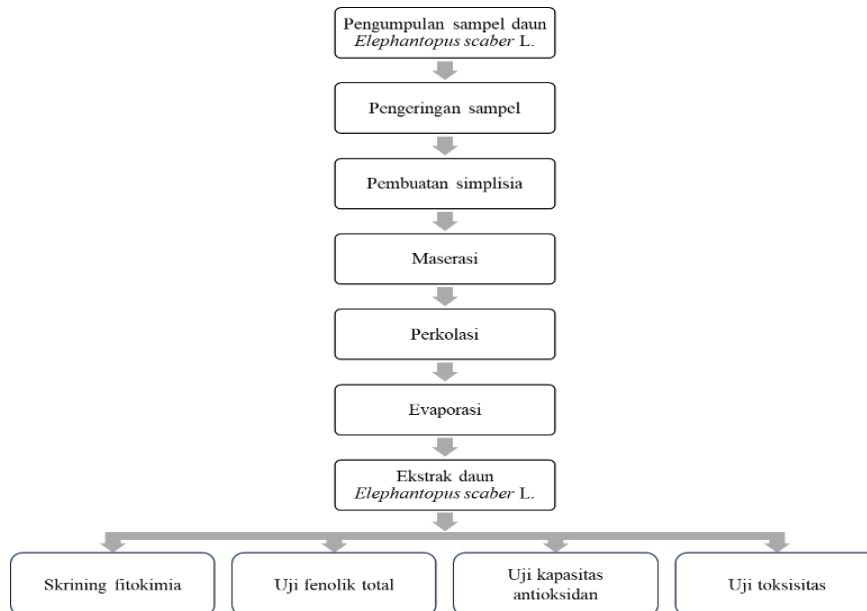 Pengumpulan sampel daun
Elephantopus scaber L.
Pengeringan sampel
Pembuatan simplisia
Maserasi
Perkolasi
Evaporasi
Ekstrak daun
Elephantopus scaber L.
Skrining fitokimia
Uji fenolik total
Uji kapasitas
antioksidan
Uji toksisitas